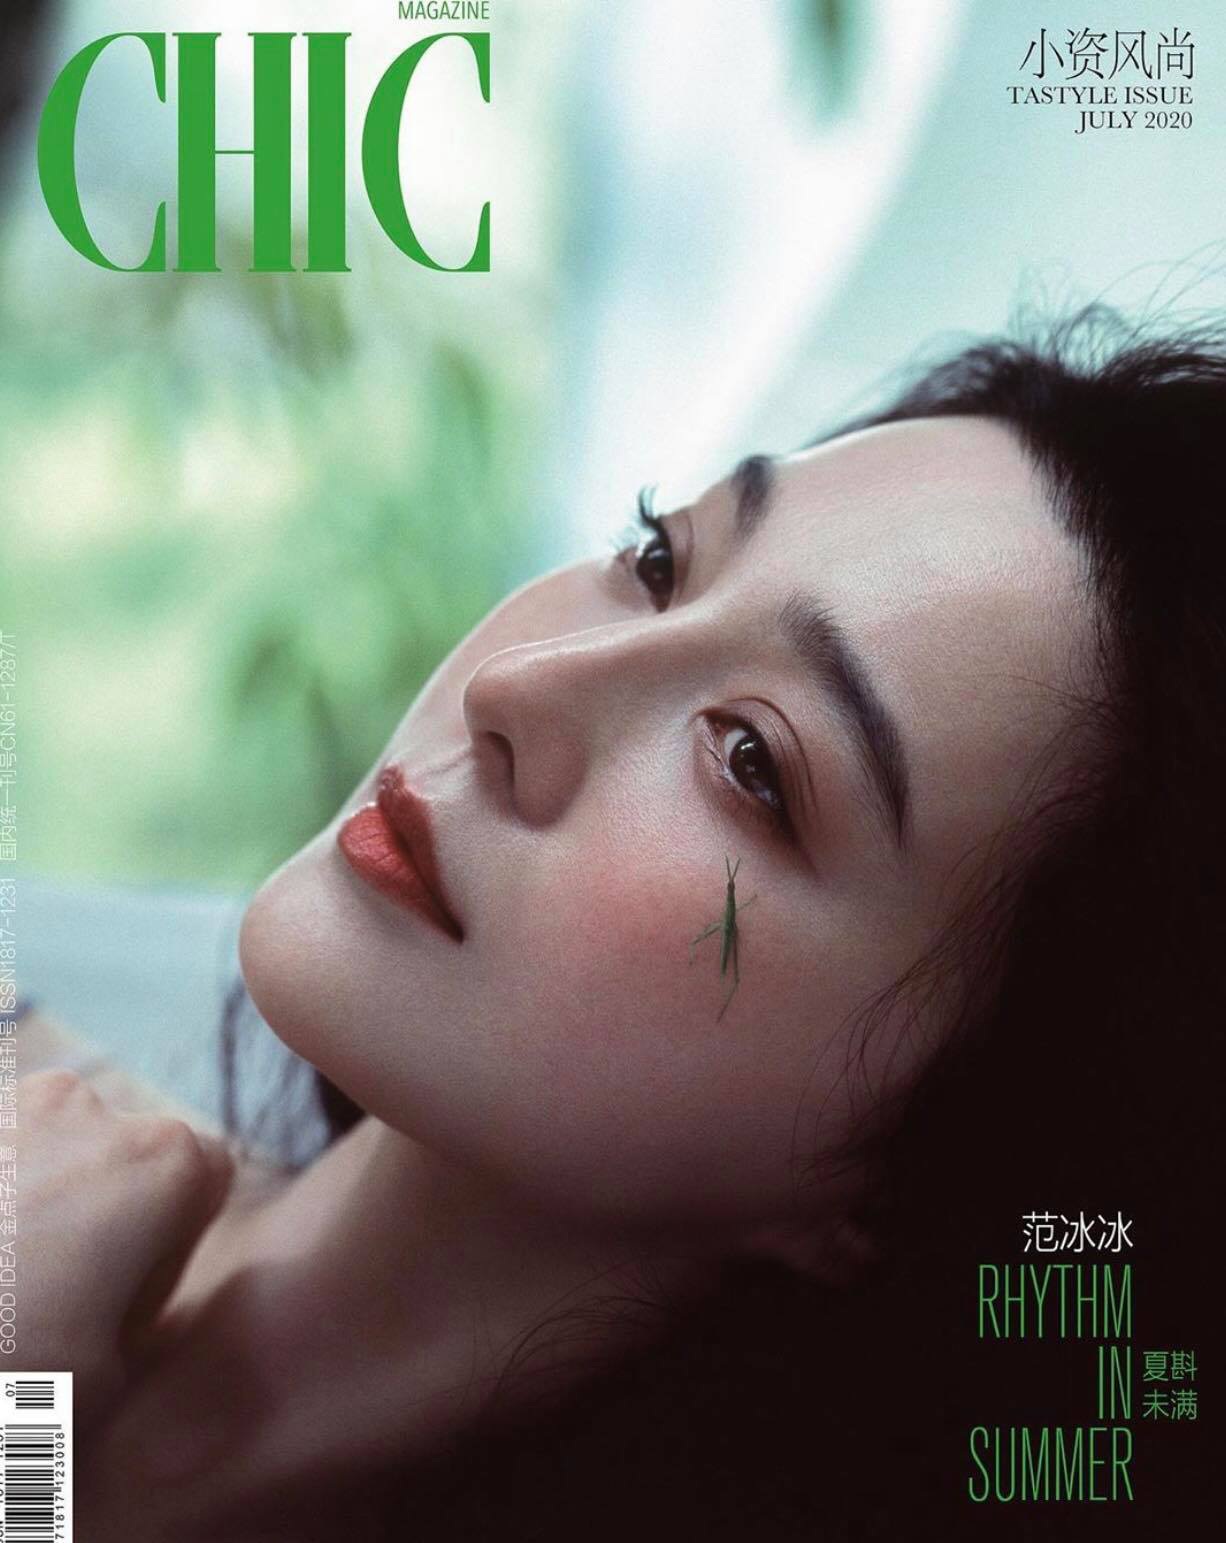 MAGAZINE
CHIC
小资风尚
TASTYLE ISSUE
JULY 2020
GOOD IDEA 金点子生意 国际标准刊号 ISSN1817-1231 国内统一刊号CN61-1287/T
范冰冰
RHYTHM
IN
SUMMER
夏斟
未满
07